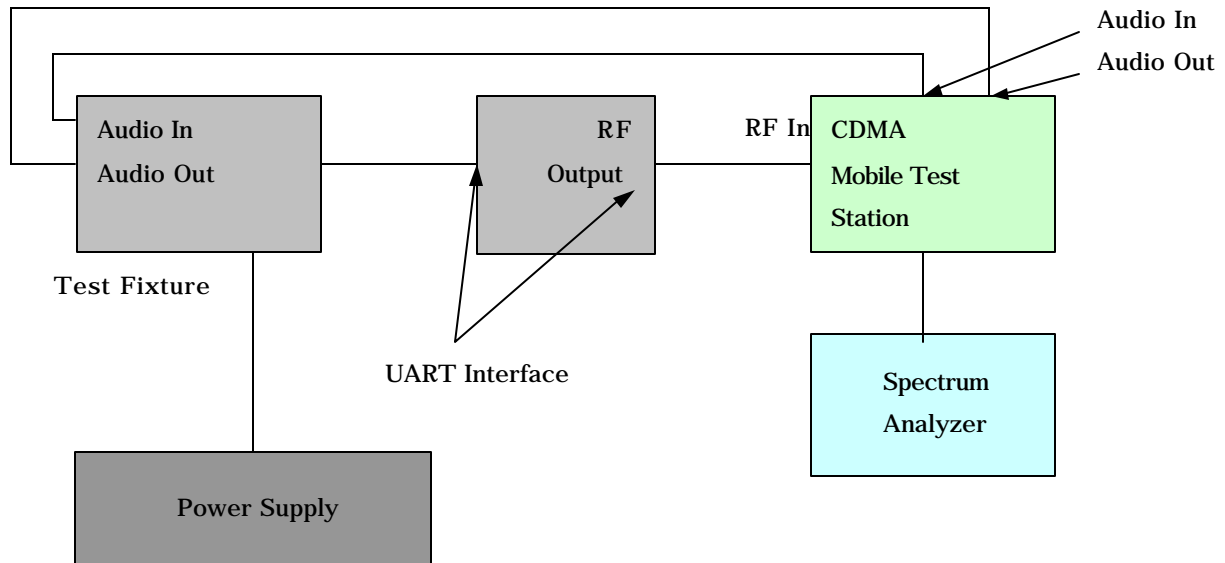 Audio In
Audio Out
Audio In
Audio Out
RF
Output
RF In
CDMA
Mobile Test
Station
Test Fixture
UART Interface
Spectrum
Analyzer
Power Supply